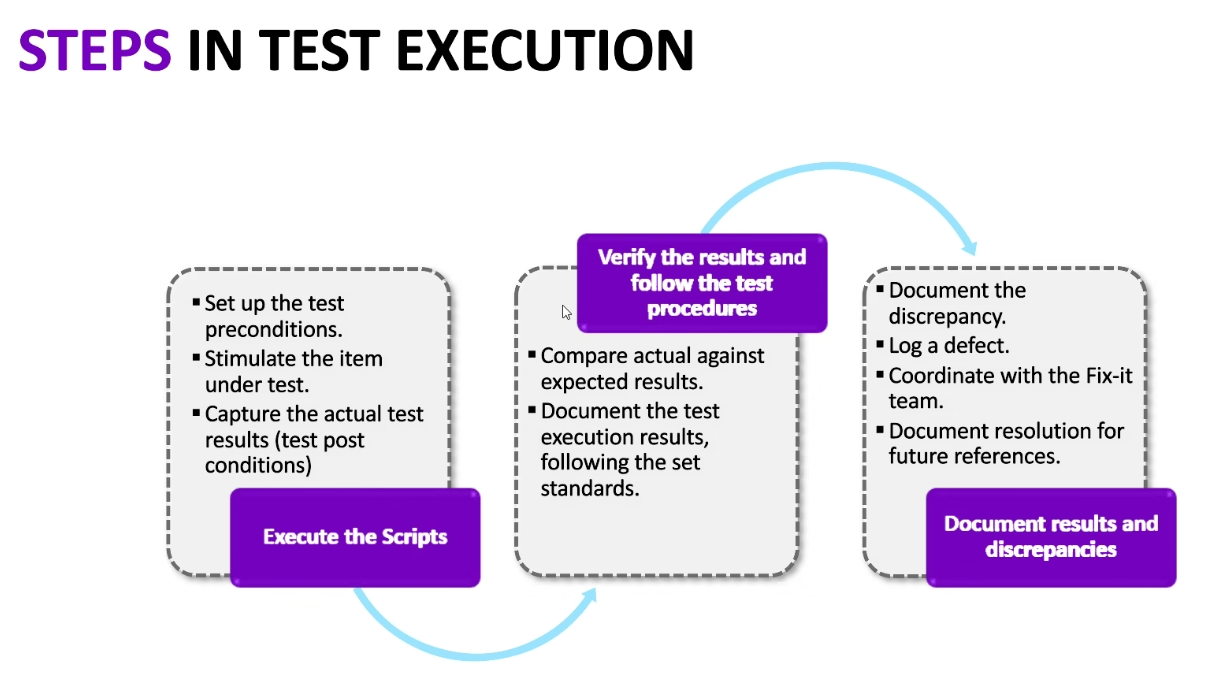 STEPS IN TEST EXECUTION
▪ Set up the test
preconditions.
▪ Stimulate the item
under test.
▪ Capture the actual test
results (test post
conditions)
Execute the Scripts
Verify the results and
follow the test
procedures
▪ Compare actual against
expected results.
▪ Document the test
execution results,
following the set
standards.
▪ Document the
discrepancy.
▪ Log a defect.
▪ Coordinate with the Fix-it
team.
▪ Document resolution for
future references.
Document results and
discrepancies